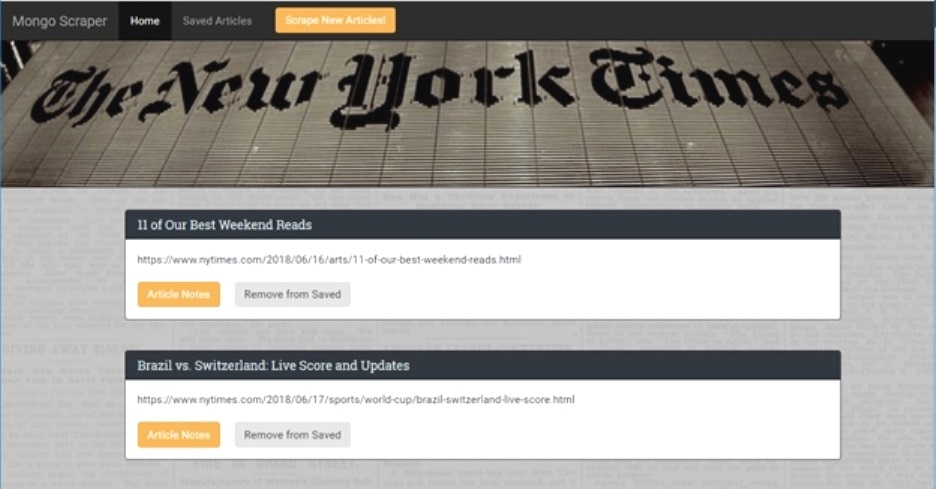 Mongo Scraper Home Saved Articles Scrape New Articles!
The New York Times
11 of Our Best Weekend Reads
https://www.nytimes.com/2018/06/16/arts/11-of-our-best-weekend-reads.html
Article Notes Remove from Saved
Brazil vs. Switzerland: Live Score and Updates
https://www.nytimes.com/2018/06/17/sports/world-cup/brazil-switzerland-live-score.html
Article Notes Remove from Saved